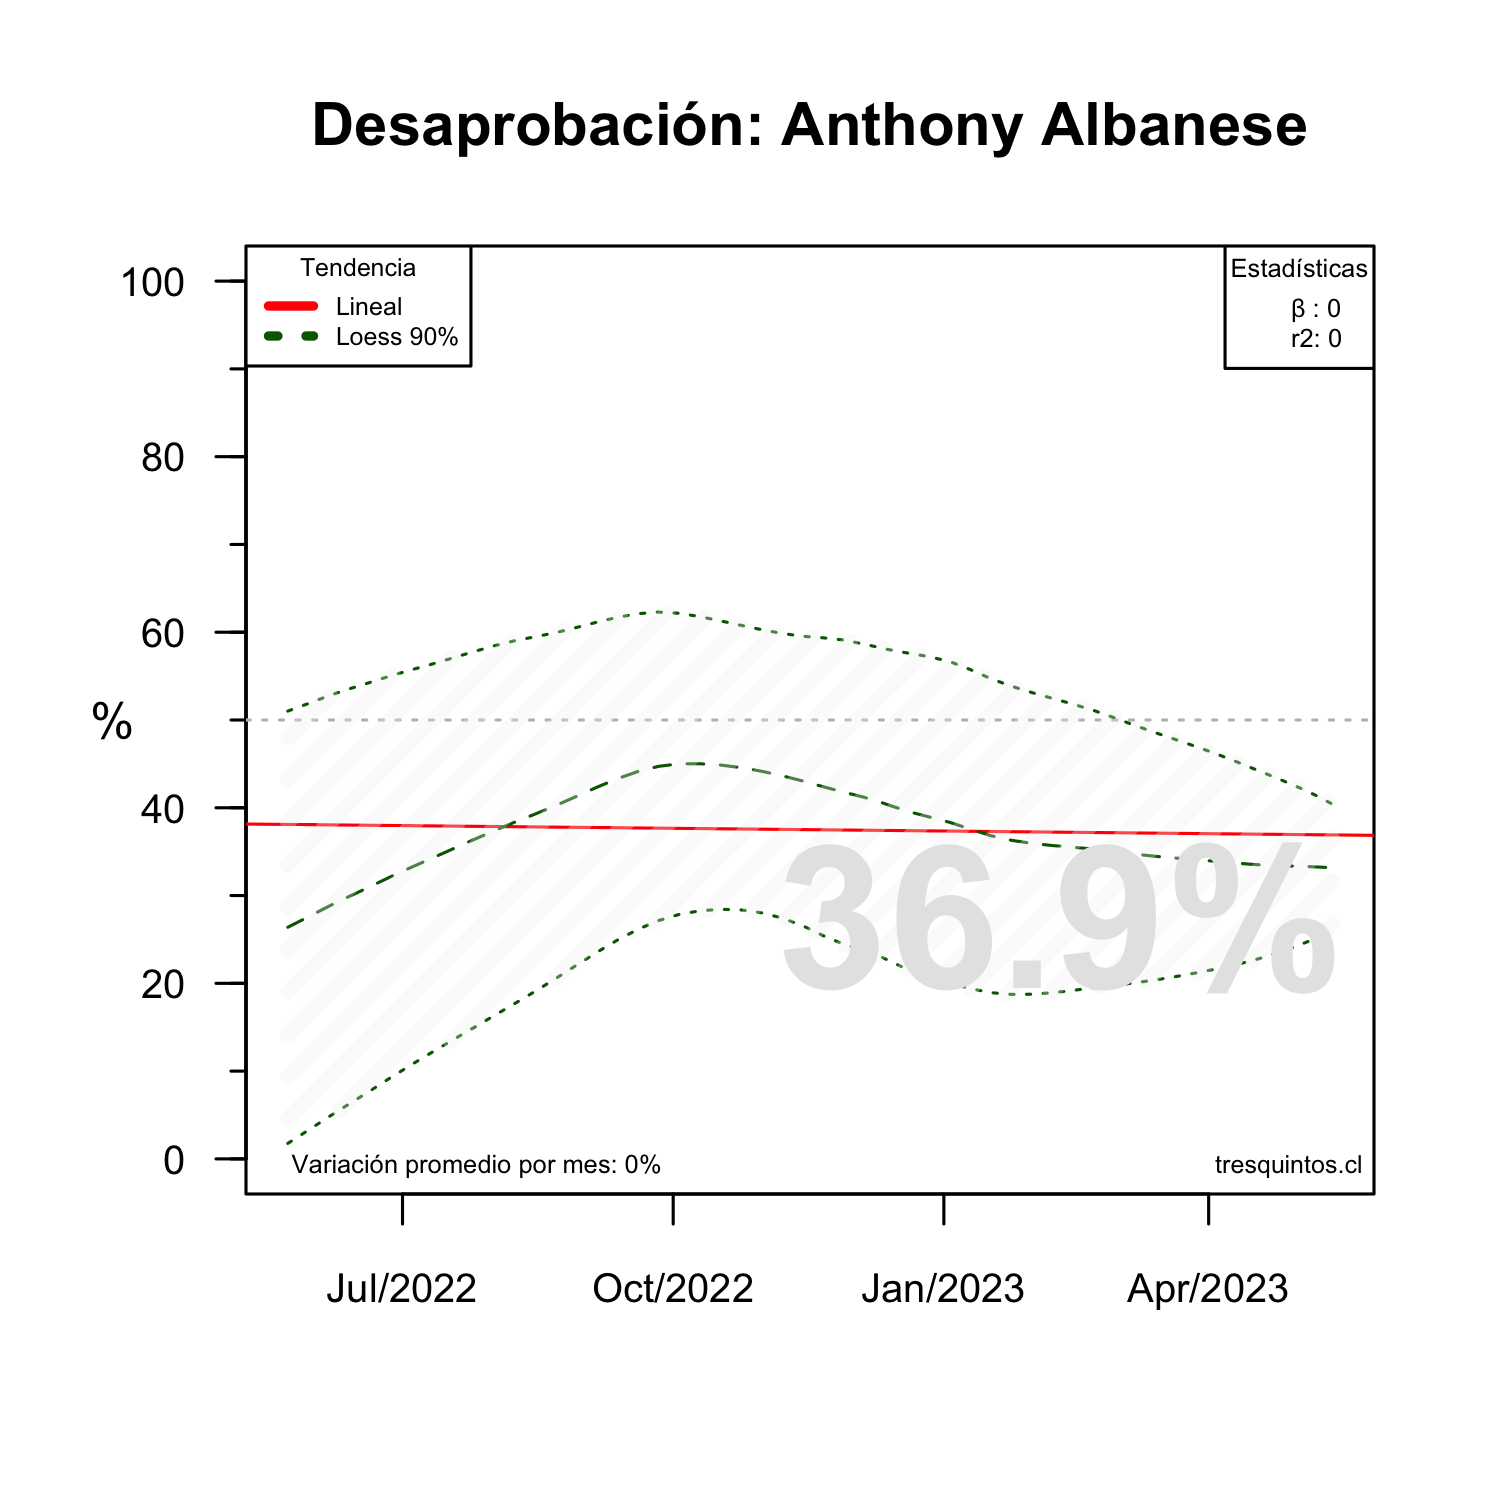 Desaprobación: Anthony Albanese
Tendencia
Lineal
Loess 90%
Estadísticas
β : 0
r2: 0
100
80
60
%
40
20
0
36.9%
Variación promedio por mes: 0%
tresquintos.cl
Jul/2022
Oct/2022
Jan/2023
Apr/2023